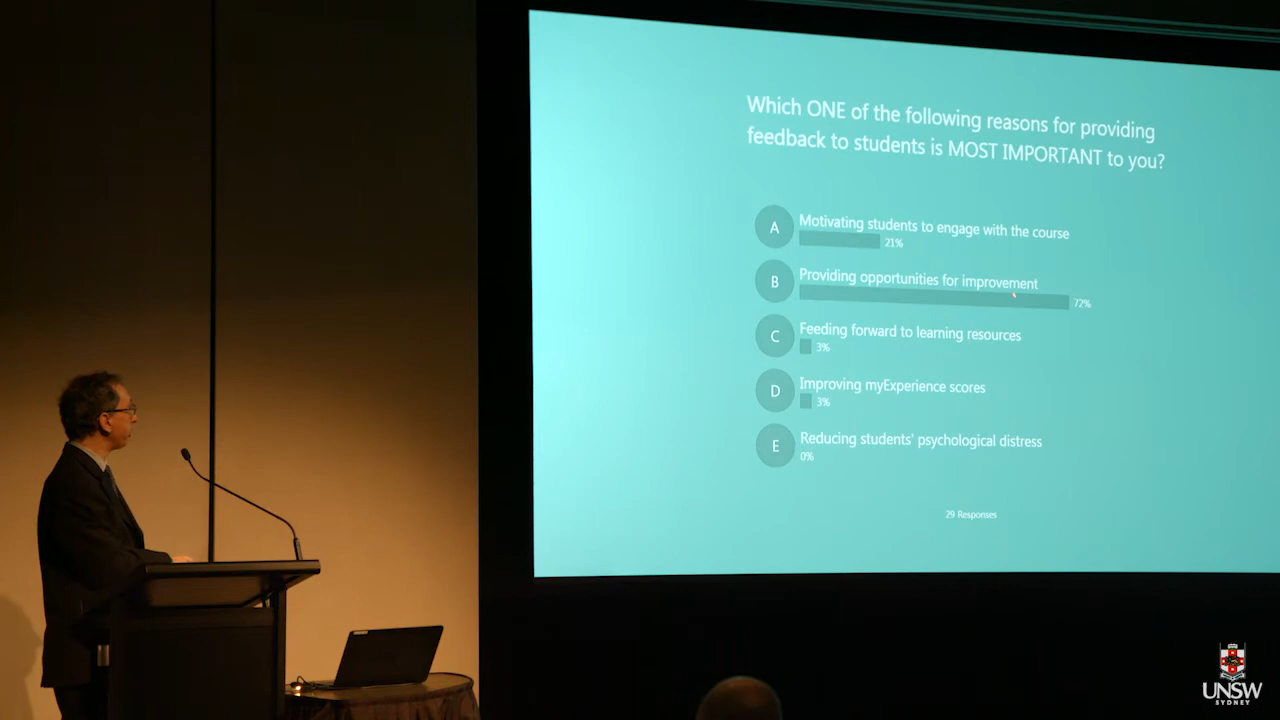 Which ONE of the following reasons for providing
feedback to students is MOST IMPORTANT to you?
A
Motivating students to engage with the course
21%
B
Providing opportunities for improvement
72%
C
Feeding forward to learning resources
3%
D
Improving myExperience scores
3%
E
Reducing students' psychological distress
0%
29 Responses
UNSW
SYDNEY